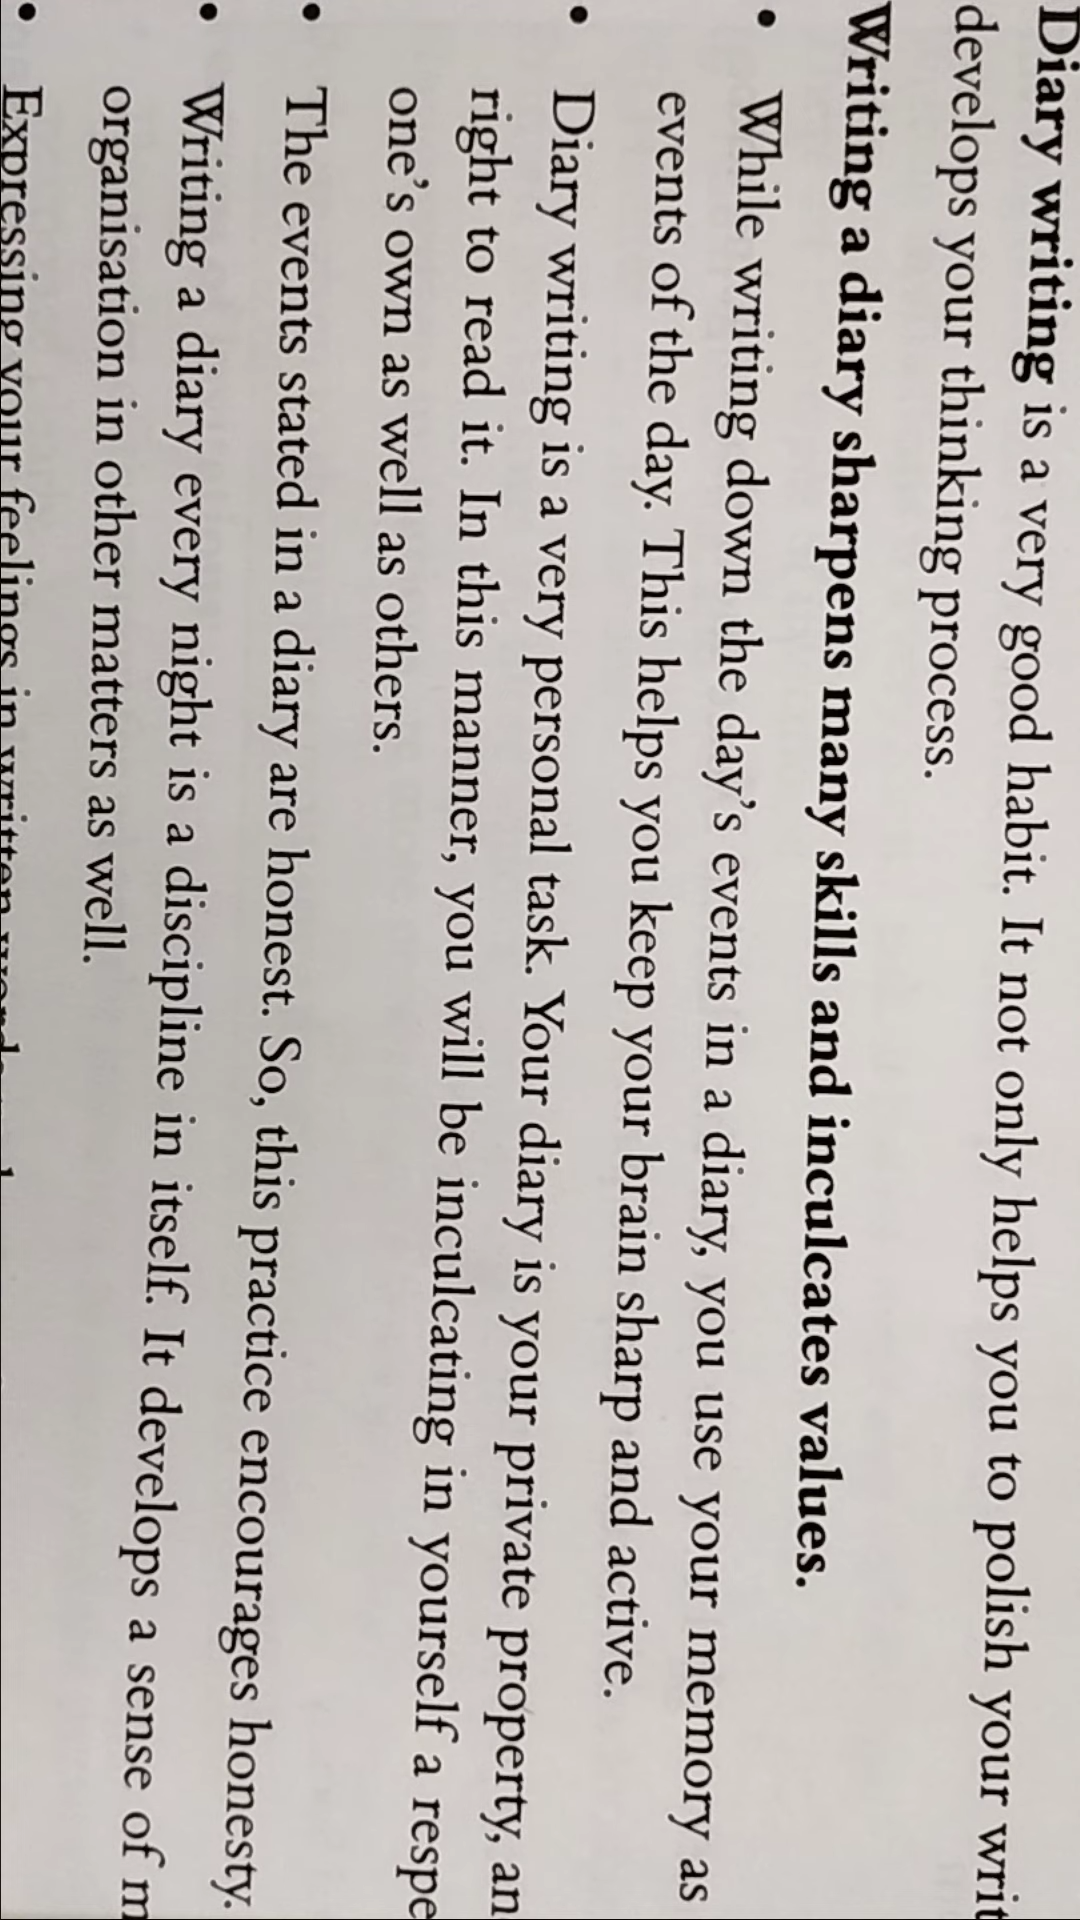 Diary writing is a very good habit. It not only helps you to polish your writ
develops your thinking process.
Writing a diary sharpens many skills and inculcates values.
• While writing down the day's events in a diary, you use your memory as
events of the day. This helps you keep your brain sharp and active.
• Diary writing is a very personal task. Your diary is your private property, an
right to read it. In this manner, you will be inculcating in yourself a respe
one's own as well as others.
• The events stated in a diary are honest. So, this practice encourages honesty.
• Writing a diary every night is a discipline in itself. It develops a sense of m
organisation in other matters as well.
• Expressing your feelings in written